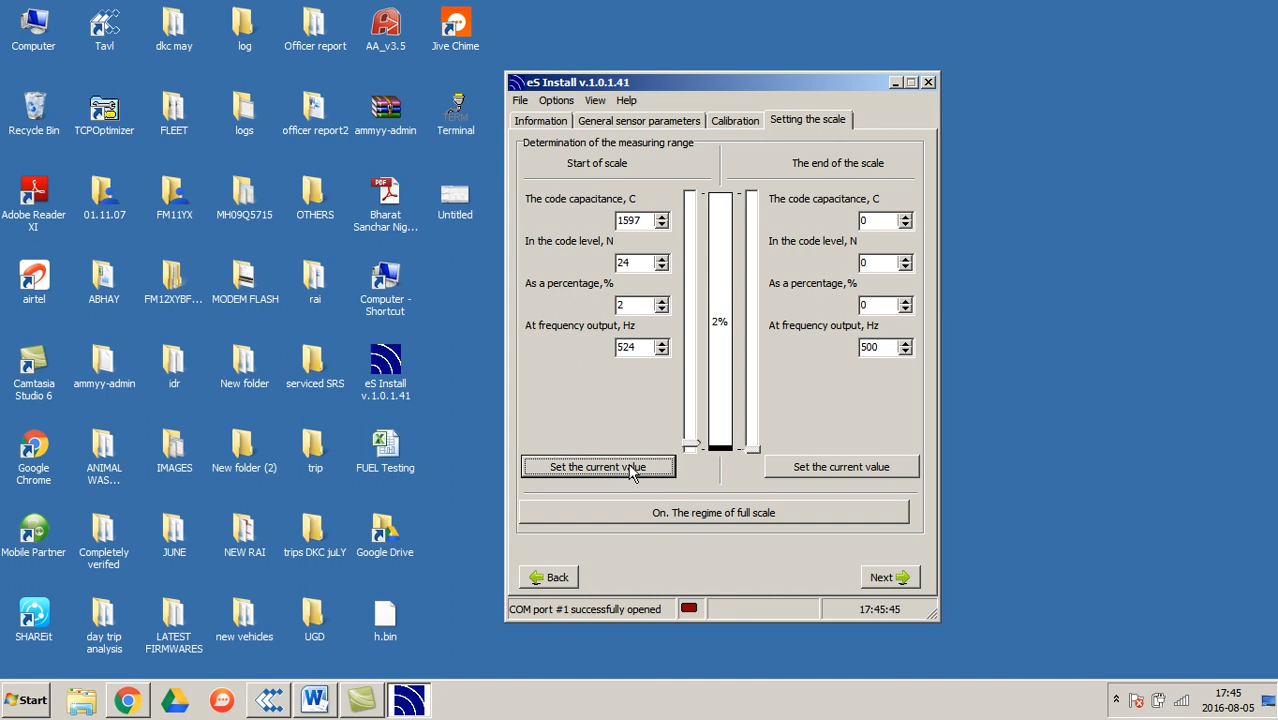 Computer
Tavl
dkc may
log
Officer report
AA_v3.5
Jive Chime
Recycle Bin
TCPOptimizer
FLEET
logs
officer report2
ammyy-admin
TERM
Terminal
Adobe Reader
XI
01.11.07
FM11YX
MH09Q5715
OTHERS
PDF
Bharat
Sanchar Nig...
Untitled
airtel
ABHAY
FM12XYBF...
MODEM FLASH
rai
Computer -
Shortcut
Camtasia
Studio 6
ammyy-admin
idr
New folder
serviced SRS
eS Install
v.1.0.1.41
Google
Chrome
ANIMAL
WAS...
IMAGES
New folder (2)
trip
FUEL Testing
Mobile Partner
Completely
verifed
JUNE
NEW RAI
trips DKC juLY
Google Drive
SHAREit
day trip
analysis
LATEST
FIRMWARES
new vehicles
UGD
h.bin
eS Install v.1.0.1.41
File Options View Help
Information General sensor parameters Calibration Setting the scale
Determination of the measuring range
Start of scale
The end of the scale
The code capacitance, C
1597
In the code level, N
24
As a percentage,%
2
At frequency output, Hz
524
2%
The code capacitance, C
0
In the code level, N
0
As a percentage,%
0
At frequency output, Hz
500
Set the current value
Set the current value
On. The regime of full scale
Back
Next
COM port #1 successfully opened
17:45:45
Start
17:45
2016-08-05